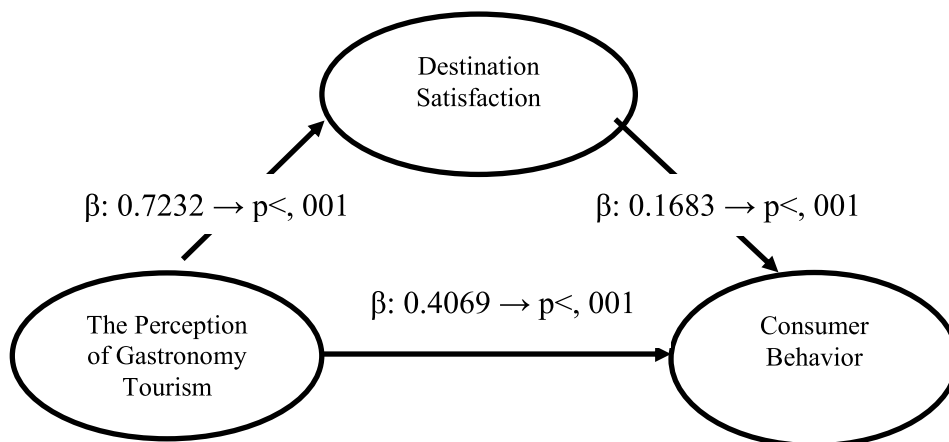 Destination
Satisfaction
β: 0.7232 → p<, 001
β: 0.1683 → p<, 001
β: 0.4069 → p<, 001
The Perception
of Gastronomy
Tourism
Consumer
Behavior